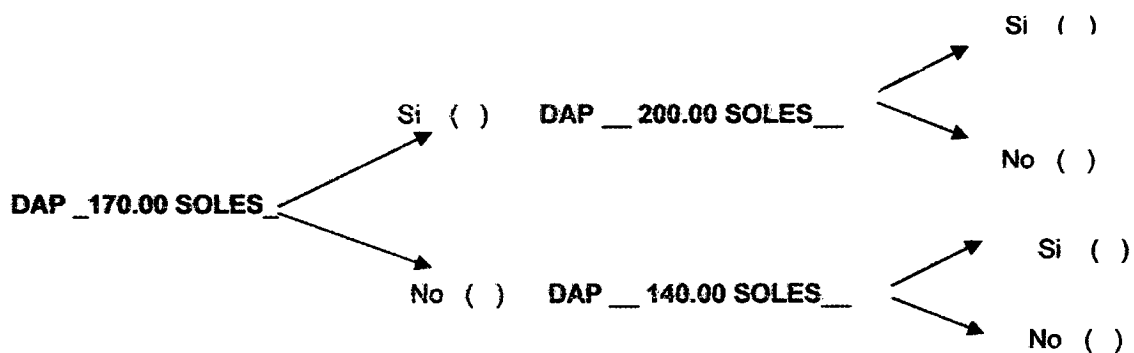 Si ( )
Si ( ) DAP __ 200.00 SOLES__
No ( )
DAP _170.00 SOLES_
Si ( )
No ( ) DAP __ 140.00 SOLES__
No ( )